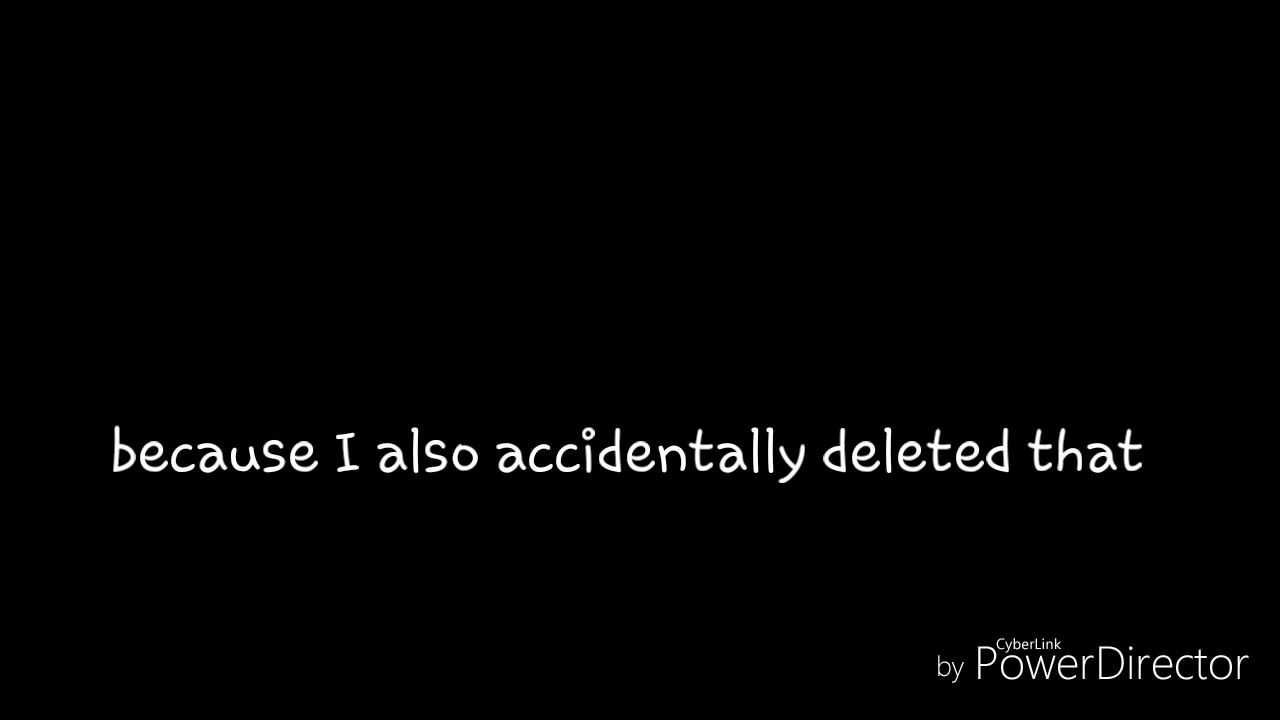 because I also accidentally deleted that
CyberLink
by PowerDirector